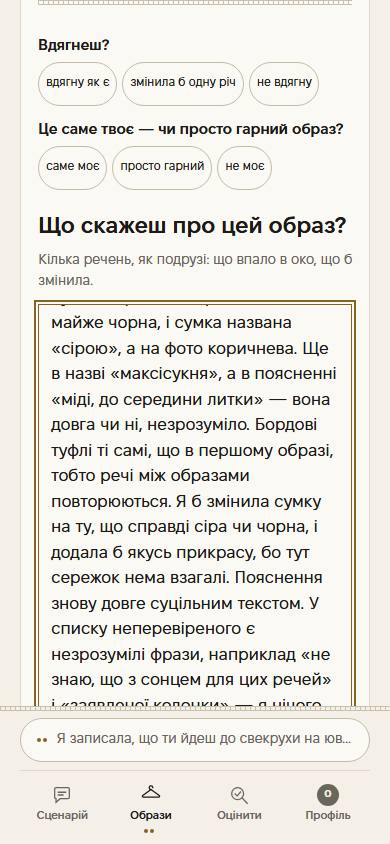 Вдягнеш?
вдягну як є
змінила б одну річ
не вдягну
Це саме твоє — чи просто гарний образ?
саме моє
просто гарний
не моє
Що скажеш про цей образ?
Кілька речень, як подрузі: що впало в око, що б
змінила.
майже чорна, і сумка названа
«сірою», а на фото коричнева. Ще
в назві «максісукня», а в поясненні
«міді, до середини литки» — вона
довга чи ні, незрозуміло. Бордові
туфлі ті самі, що в першому образі,
тобто речі між образами
повторюються. Я б змінила сумку
на ту, що справді сіра чи чорна, і
додала б якусь прикрасу, бо тут
сережок нема взагалі. Пояснення
знову довге суцільним текстом. У
списку неперевіреного є
незрозумілі фрази, наприклад «не
знаю, що з сонцем для цих речей»
і «заявленої колонки» — я нічого
Я записала, що ти йдеш до свекрухи на юв...
Сценарій
Образи
Оцінити
О
Профіль